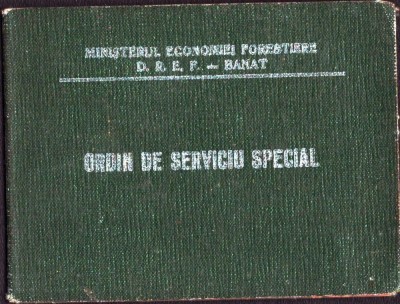 MINISTERUL ECONOMIEI FORESTIERE
D. R. E. F. — BANAT
ORDIN DE SERVICIU SPECIAL